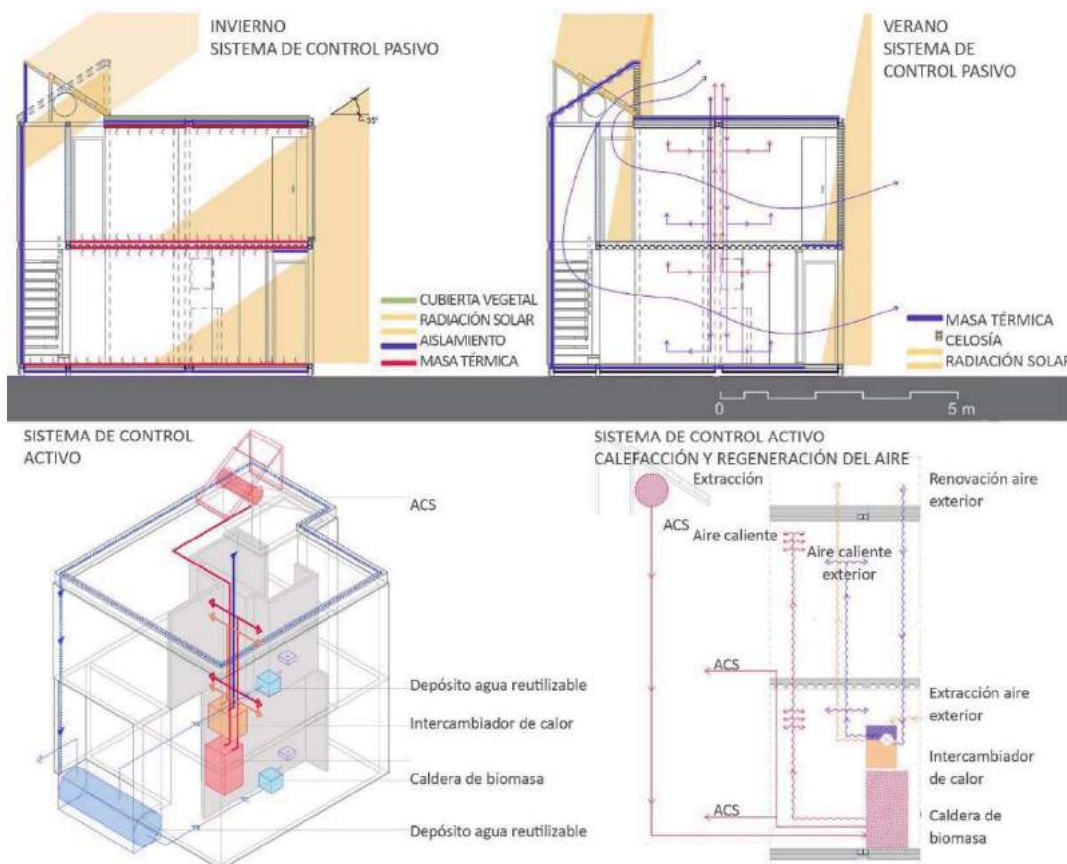 INVIERNO
SISTEMA DE CONTROL PASIVO
35°
CUBIERTA VEGETAL
RADIACIÓN SOLAR
AISLAMIENTO
MASA TÉRMICA
VERANO
SISTEMA DE
CONTROL PASIVO
MASA TÉRMICA
CELOSÍA
RADIACIÓN SOLAR
0 5 m
SISTEMA DE CONTROL
ACTIVO
ACS
Depósito agua reutilizable
Intercambiador de calor
Caldera de biomasa
Depósito agua reutilizable
SISTEMA DE CONTROL ACTIVO
CALEFACCIÓN Y REGENERACIÓN DEL AIRE
Extracción
Renovación aire
exterior
ACS
Aire caliente
Aire caliente
exterior
ACS
Extracción aire
exterior
Intercambiador
de calor
ACS
Caldera de
biomasa